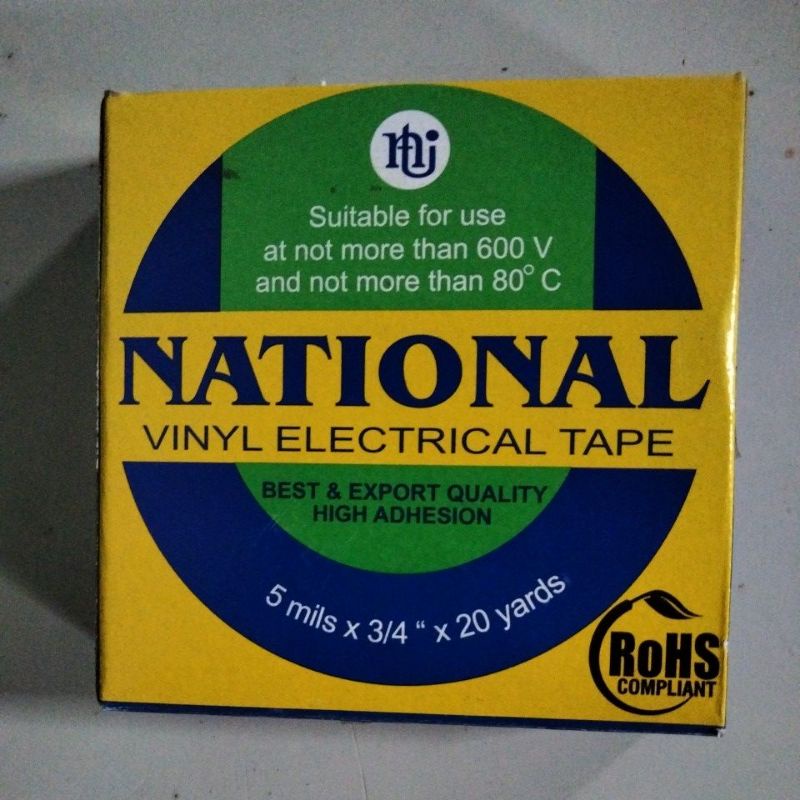 Suitable for use
at not more than 600 V
and not more than 80° C
NATIONAL
VINYL ELECTRICAL TAPE
BEST & EXPORT QUALITY
HIGH ADHESION
5 mils x 3/4 “ x 20 yards
RoHS
COMPLIANT